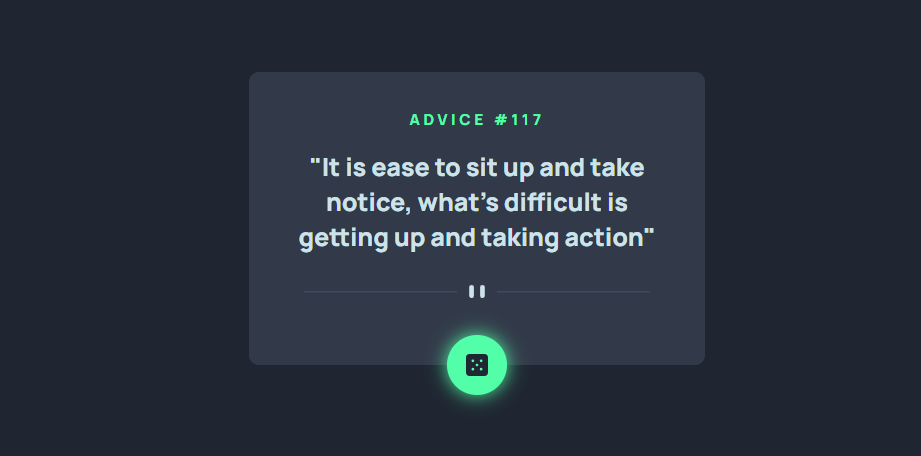 ADVICE #117
"It is ease to sit up and take
notice, what's difficult is
getting up and taking action"